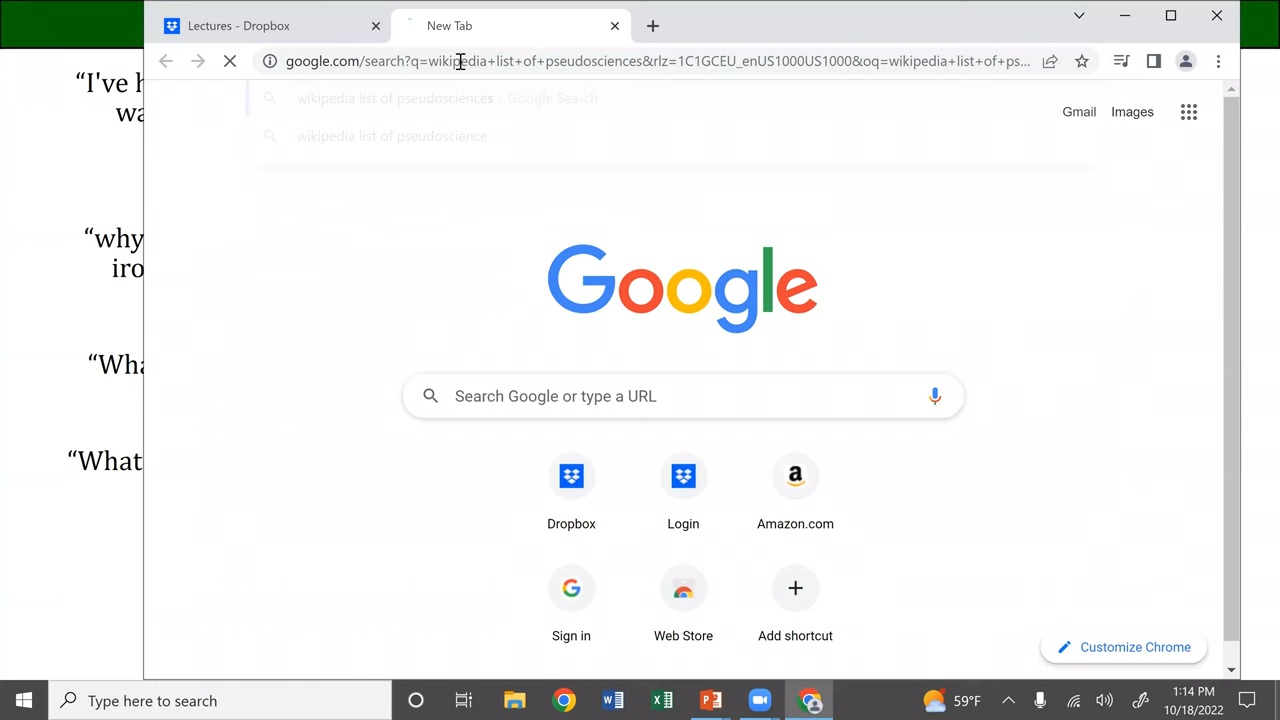 Lectures - Dropbox
New Tab
google.com/search?q=wikipedia+list+of+pseudosciences&rlz=1C1GCEU_enUS1000US1000&oq=wikipedia+list+of+ps...
wikipedia list of pseudosciences - Google Search
wikipedia list of pseudoscience
Gmail Images
“I've h
wa
“why
iro
“Wha
“What
Google
Search Google or type a URL
Dropbox Login Amazon.com
Sign in Web Store Add shortcut
Customize Chrome
Type here to search
59°F
1:14 PM
10/18/2022